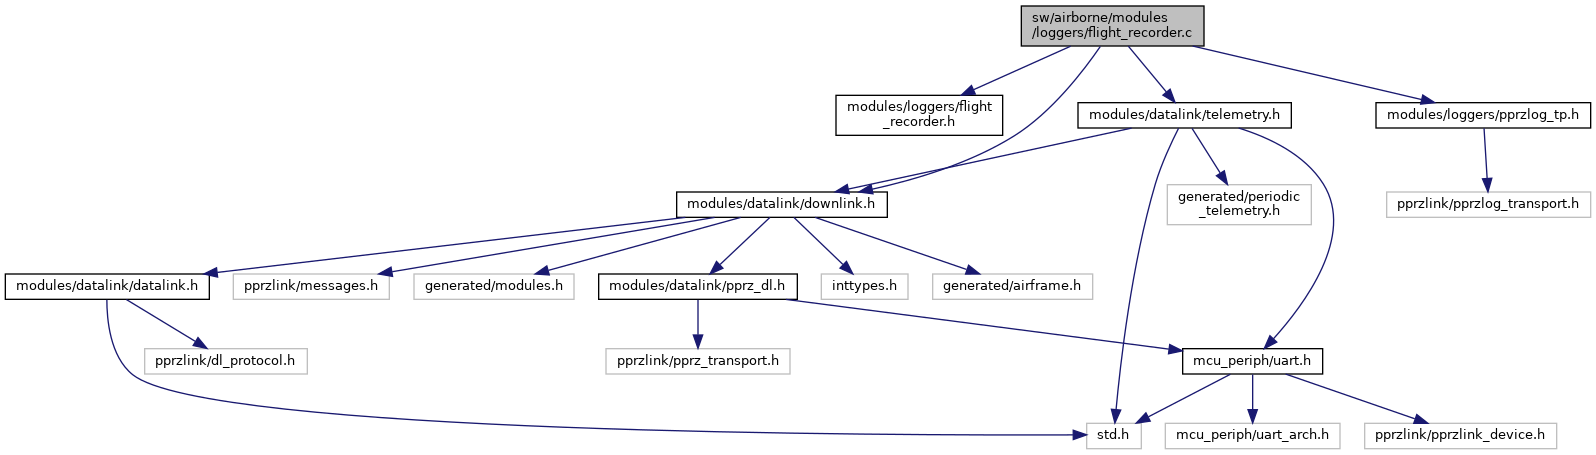 sw/airborne/modules
/loggers/flight_recorder.c
modules/loggers/flight
_recorder.h
modules/datalink/telemetry.h
modules/loggers/pprzlog_tp.h
modules/datalink/downlink.h
generated/periodic
_telemetry.h
pprzlink/pprzlog_transport.h
modules/datalink/datalink.h
pprzlink/messages.h
generated/modules.h
modules/datalink/pprz_dl.h
inttypes.h
generated/airframe.h
pprzlink/dl_protocol.h
pprzlink/pprz_transport.h
mcu_periph/uart.h
std.h
mcu_periph/uart_arch.h
pprzlink/pprzlink_device.h